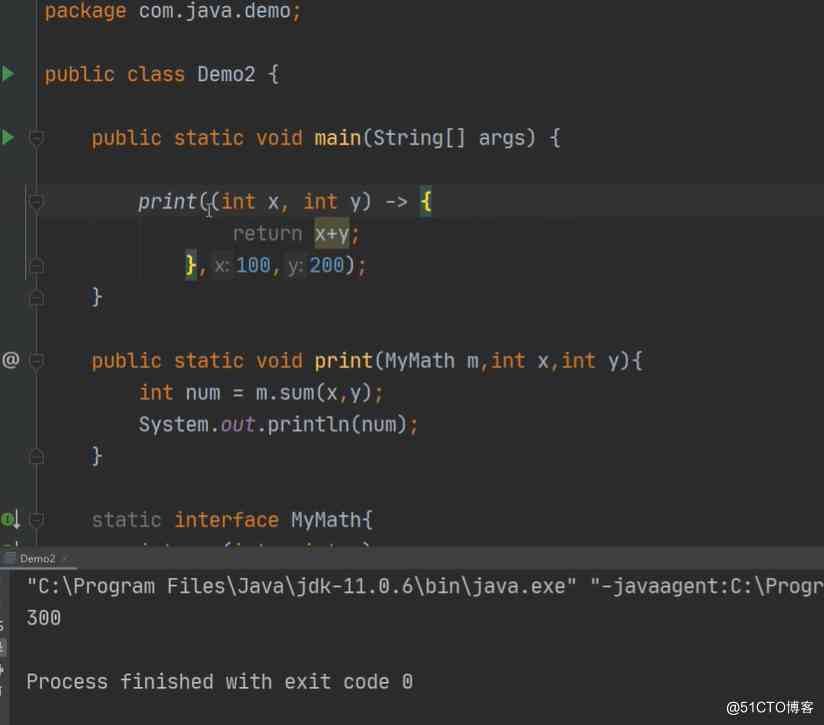 package com.java.demo;
public class Demo2 {
public static void main(String[] args) {
print((int x, int y) -> {
return x+y;
}, x: 100, y: 200);
}
@ public static void print(MyMath m,int x,int y){
int num = m.sum(x,y);
System.out.println(num);
}
static interface MyMath{
Demo2 ×
"C:\Program Files\Java\jdk-11.0.6\bin\java.exe" "-javaagent:C:\Progr
300
Process finished with exit code 0
@51CTO博客